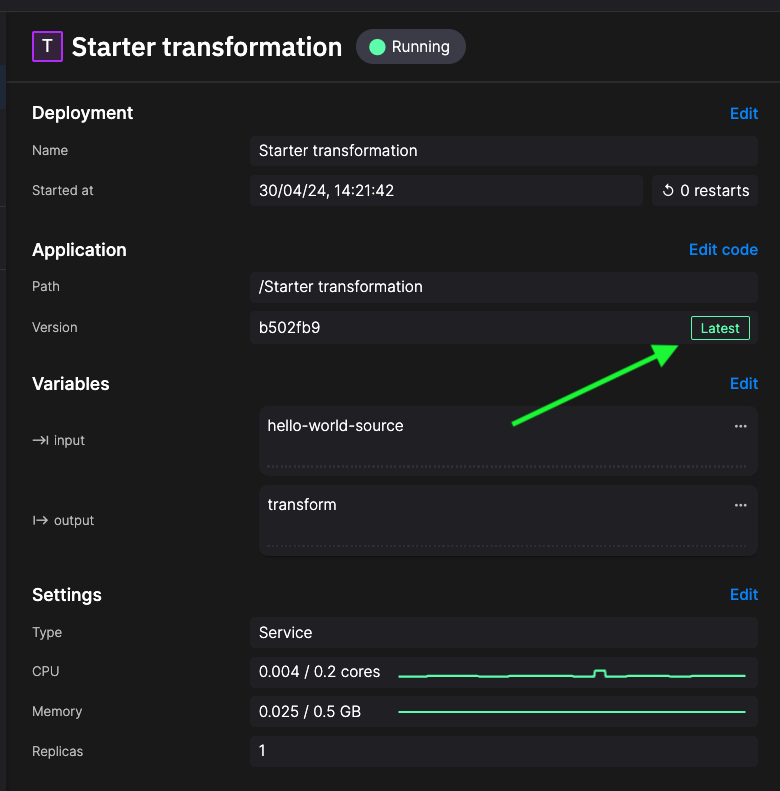 T Starter transformation Running
Deployment Edit
Name Starter transformation
Started at 30/04/24, 14:21:42 0 restarts
Application Edit code
Path /Starter transformation
Version b502fb9 Latest
Variables Edit
input hello-world-source
output transform
Settings Edit
Type Service
CPU 0.004 / 0.2 cores
Memory 0.025 / 0.5 GB
Replicas 1